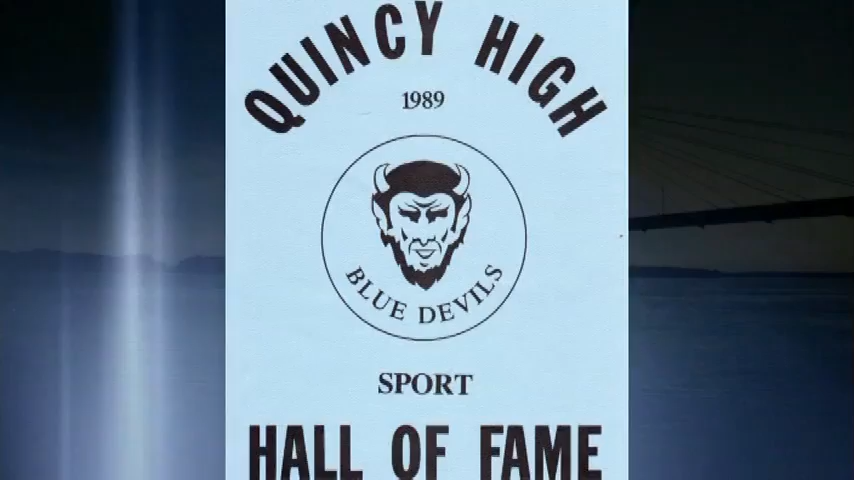 QUINCY HIGH
1989
BLUE DEVILS
SPORT
HALL OF FAME